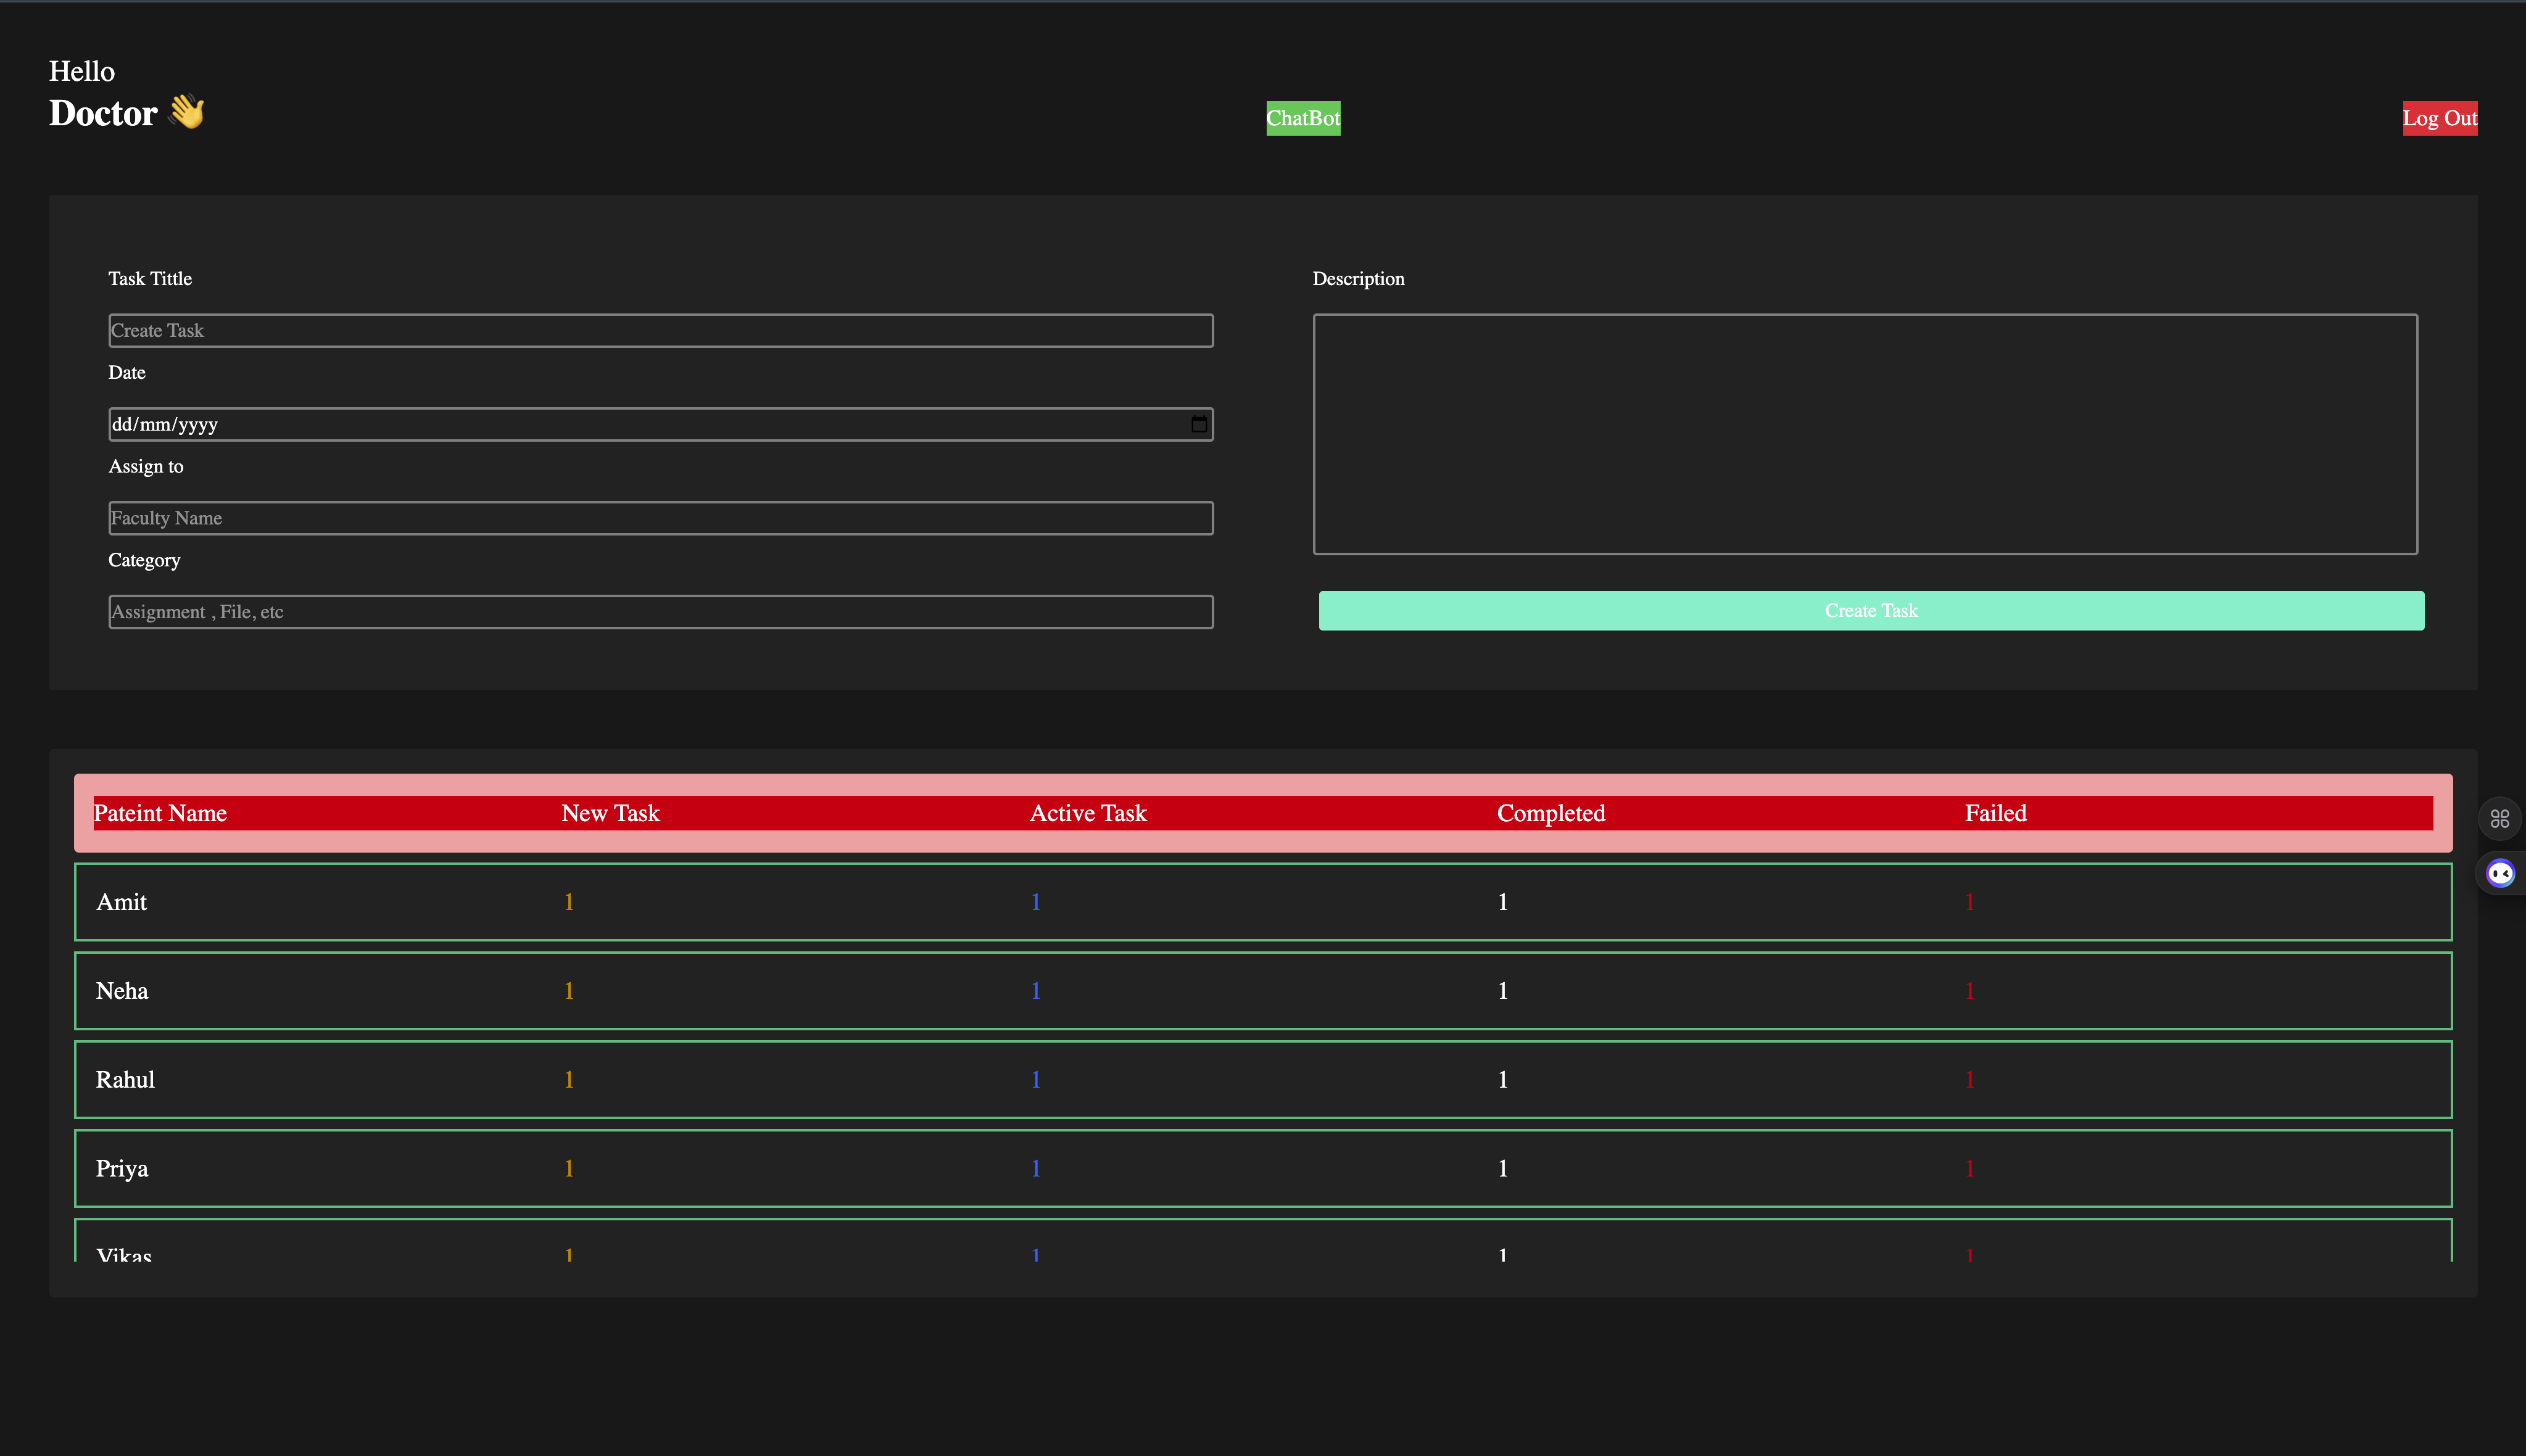 Hello
Doctor 👋
ChatBot
Log Out
Task Tittle
Create Task
Date
dd/mm/yyyy
Assign to
Faculty Name
Category
Assignment , File, etc
Description
Create Task
Pateint Name New Task Active Task Completed Failed
Amit 1 1 1 1
Neha 1 1 1 1
Rahul 1 1 1 1
Priya 1 1 1 1
Vikas 1 1 1 1